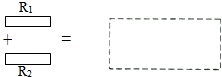 R₁
+ =
R₂